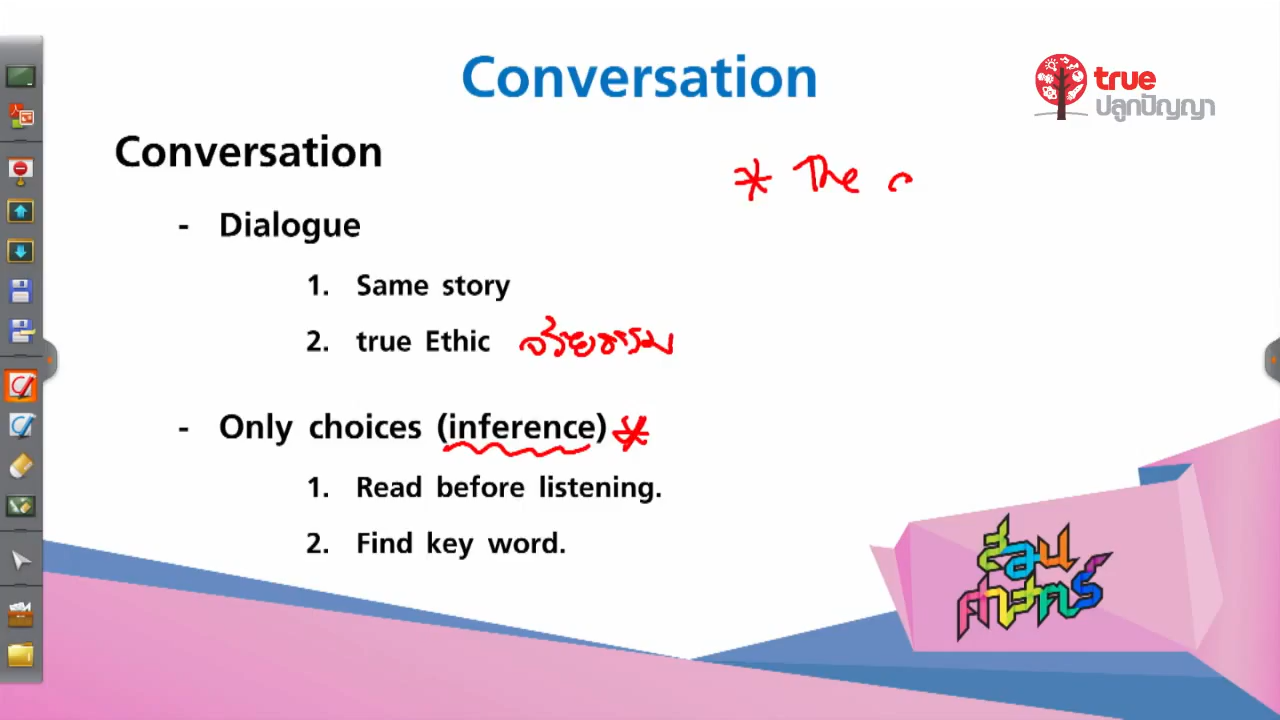 Conversation
true
ปลูกปัญญา
Conversation
* The c
- Dialogue
1. Same story
2. true Ethic จริยธรรม
- Only choices (inference) *
1. Read before listening.
2. Find key word.
สอน
ศาสตร์